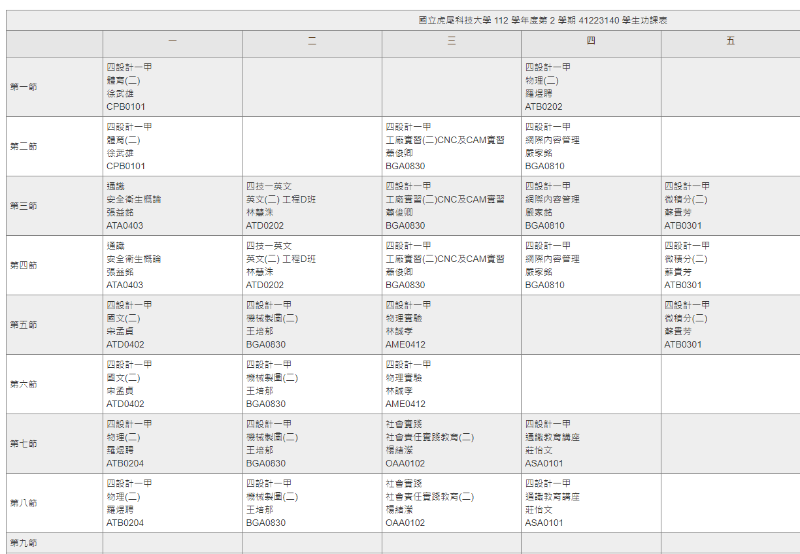 國立虎尾科技大學 112 學年度第 2 學期 41223140 學生功課表
一 二 三 四 五
第一節
四設計一甲
體育(二)
徐武雄
CPB0101
四設計一甲
物理(二)
羅煜聘
ATB0202
第二節
四設計一甲
體育(二)
徐武雄
CPB0101
四設計一甲
工廠實習(二)CNC及CAM實習
蕭俊卿
BGA0830
四設計一甲
網際內容管理
嚴家銘
BGA0810
第三節
通識
安全衛生概論
張益銘
ATA0403
四技一英文
英文(二) 工程D班
林慧洙
ATD0202
四設計一甲
工廠實習(二)CNC及CAM實習
蕭俊卿
BGA0830
四設計一甲
網際內容管理
嚴家銘
BGA0810
四設計一甲
微積分(二)
蘇貴芳
ATB0301
第四節
通識
安全衛生概論
張益銘
ATA0403
四技一英文
英文(二) 工程D班
林慧洙
ATD0202
四設計一甲
工廠實習(二)CNC及CAM實習
蕭俊卿
BGA0830
四設計一甲
網際內容管理
嚴家銘
BGA0810
四設計一甲
微積分(二)
蘇貴芳
ATB0301
第五節
四設計一甲
國文(二)
宋孟貞
ATD0402
四設計一甲
機械製圖(二)
王培郁
BGA0830
四設計一甲
物理實驗
林誠孝
AME0412
四設計一甲
微積分(二)
蘇貴芳
ATB0301
第六節
四設計一甲
國文(二)
宋孟貞
ATD0402
四設計一甲
機械製圖(二)
王培郁
BGA0830
四設計一甲
物理實驗
林誠孝
AME0412
第七節
四設計一甲
物理(二)
羅煜聘
ATB0204
四設計一甲
機械製圖(二)
王培郁
BGA0830
社會實踐
社會責任實踐教育(二)
楊緒濛
OAA0102
四設計一甲
通識教育講座
莊怡文
ASA0101
第八節
四設計一甲
物理(二)
羅煜聘
ATB0204
四設計一甲
機械製圖(二)
王培郁
BGA0830
社會實踐
社會責任實踐教育(二)
楊緒濛
OAA0102
四設計一甲
通識教育講座
莊怡文
ASA0101
第九節